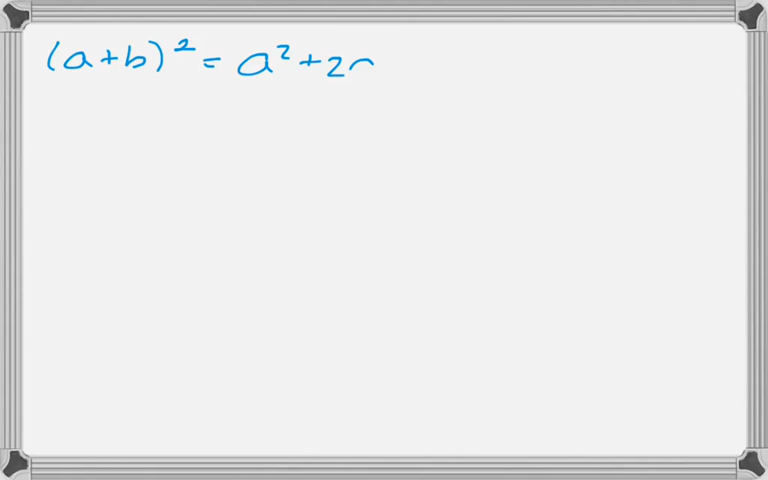 (a+b)² = a² + 2